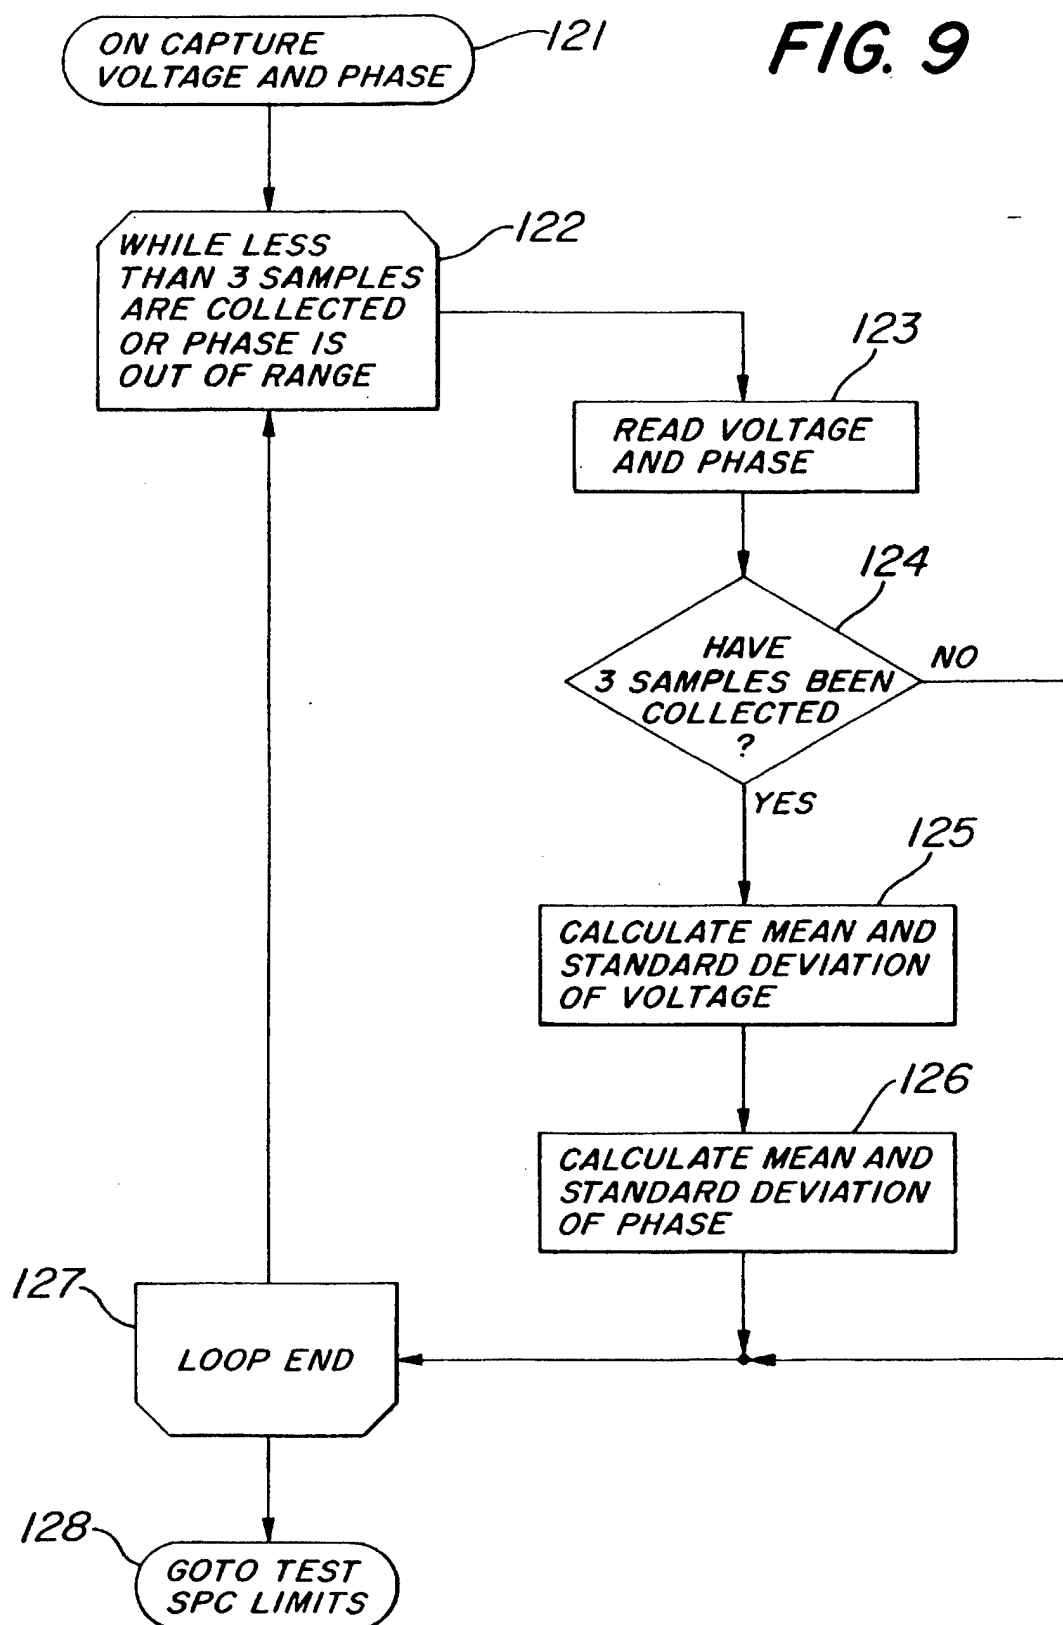 FIG. 9
ON CAPTURE
VOLTAGE AND PHASE
121
WHILE LESS
THAN 3 SAMPLES
ARE COLLECTED
OR PHASE IS
OUT OF RANGE
122
123
READ VOLTAGE
AND PHASE
124
HAVE
3 SAMPLES BEEN
COLLECTED
?
NO
YES
125
CALCULATE MEAN AND
STANDARD DEVIATION
OF VOLTAGE
126
CALCULATE MEAN AND
STANDARD DEVIATION
OF PHASE
127
LOOP END
128
GOTO TEST
SPC LIMITS